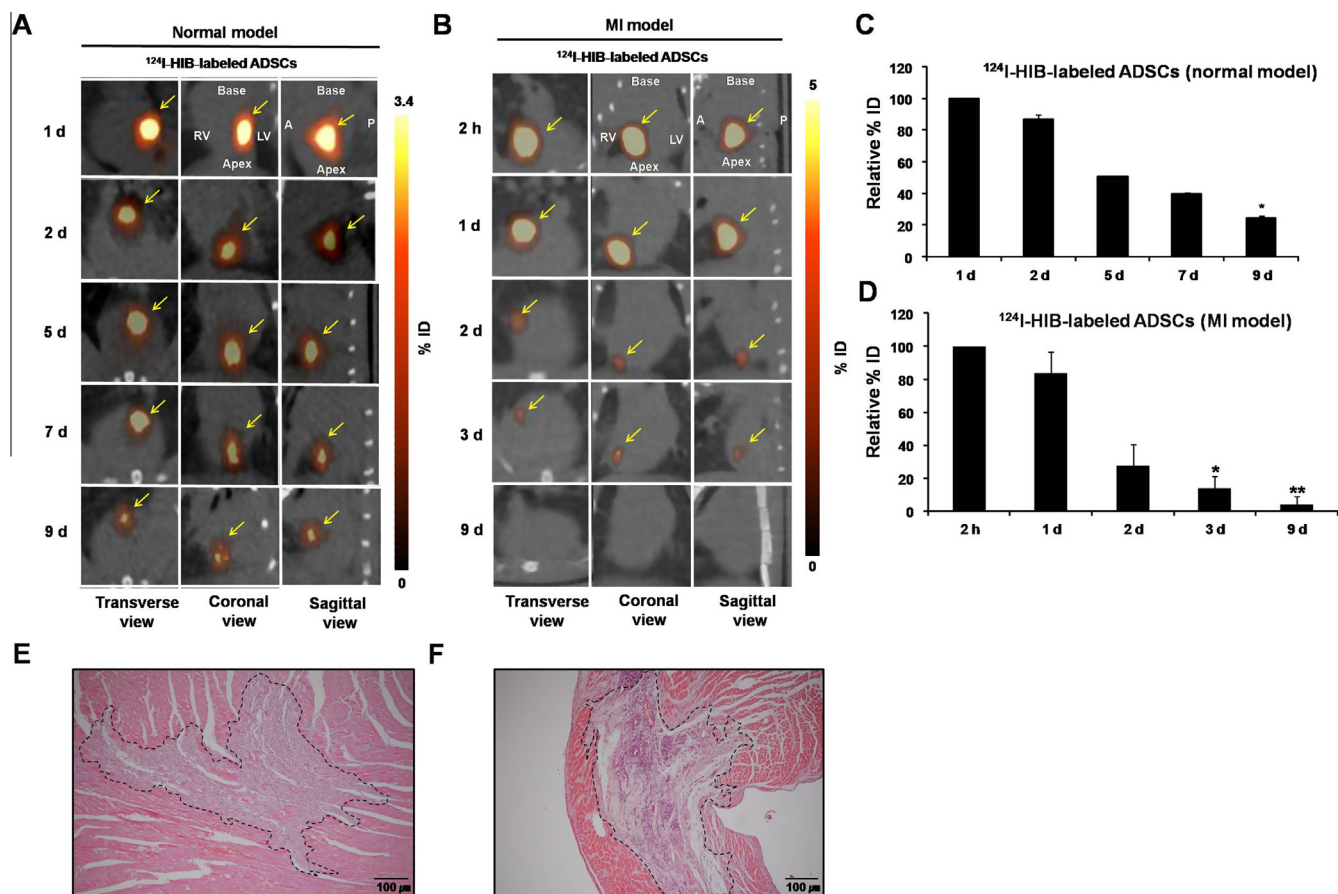 A
Normal model
¹²⁴I-HIB-labeled ADSCs
1 d
Base
Base
RV
LV
A
P
Apex
Apex
2 d
5 d
7 d
9 d
Transverse view
Coronal view
Sagittal view
3.4
% ID
0
B
MI model
¹²⁴I-HIB-labeled ADSCs
2 h
Base
Base
RV
LV
A
P
Apex
Apex
1 d
2 d
3 d
9 d
Transverse view
Coronal view
Sagittal view
5
% ID
0
C
¹²⁴I-HIB-labeled ADSCs (normal model)
Relative % ID
120
100
80
60
40
20
0
*
1 d
2 d
5 d
7 d
9 d
D
¹²⁴I-HIB-labeled ADSCs (MI model)
Relative % ID
120
100
80
60
40
20
0
*
**
2 h
1 d
2 d
3 d
9 d
E
100 µm
F
100 µm